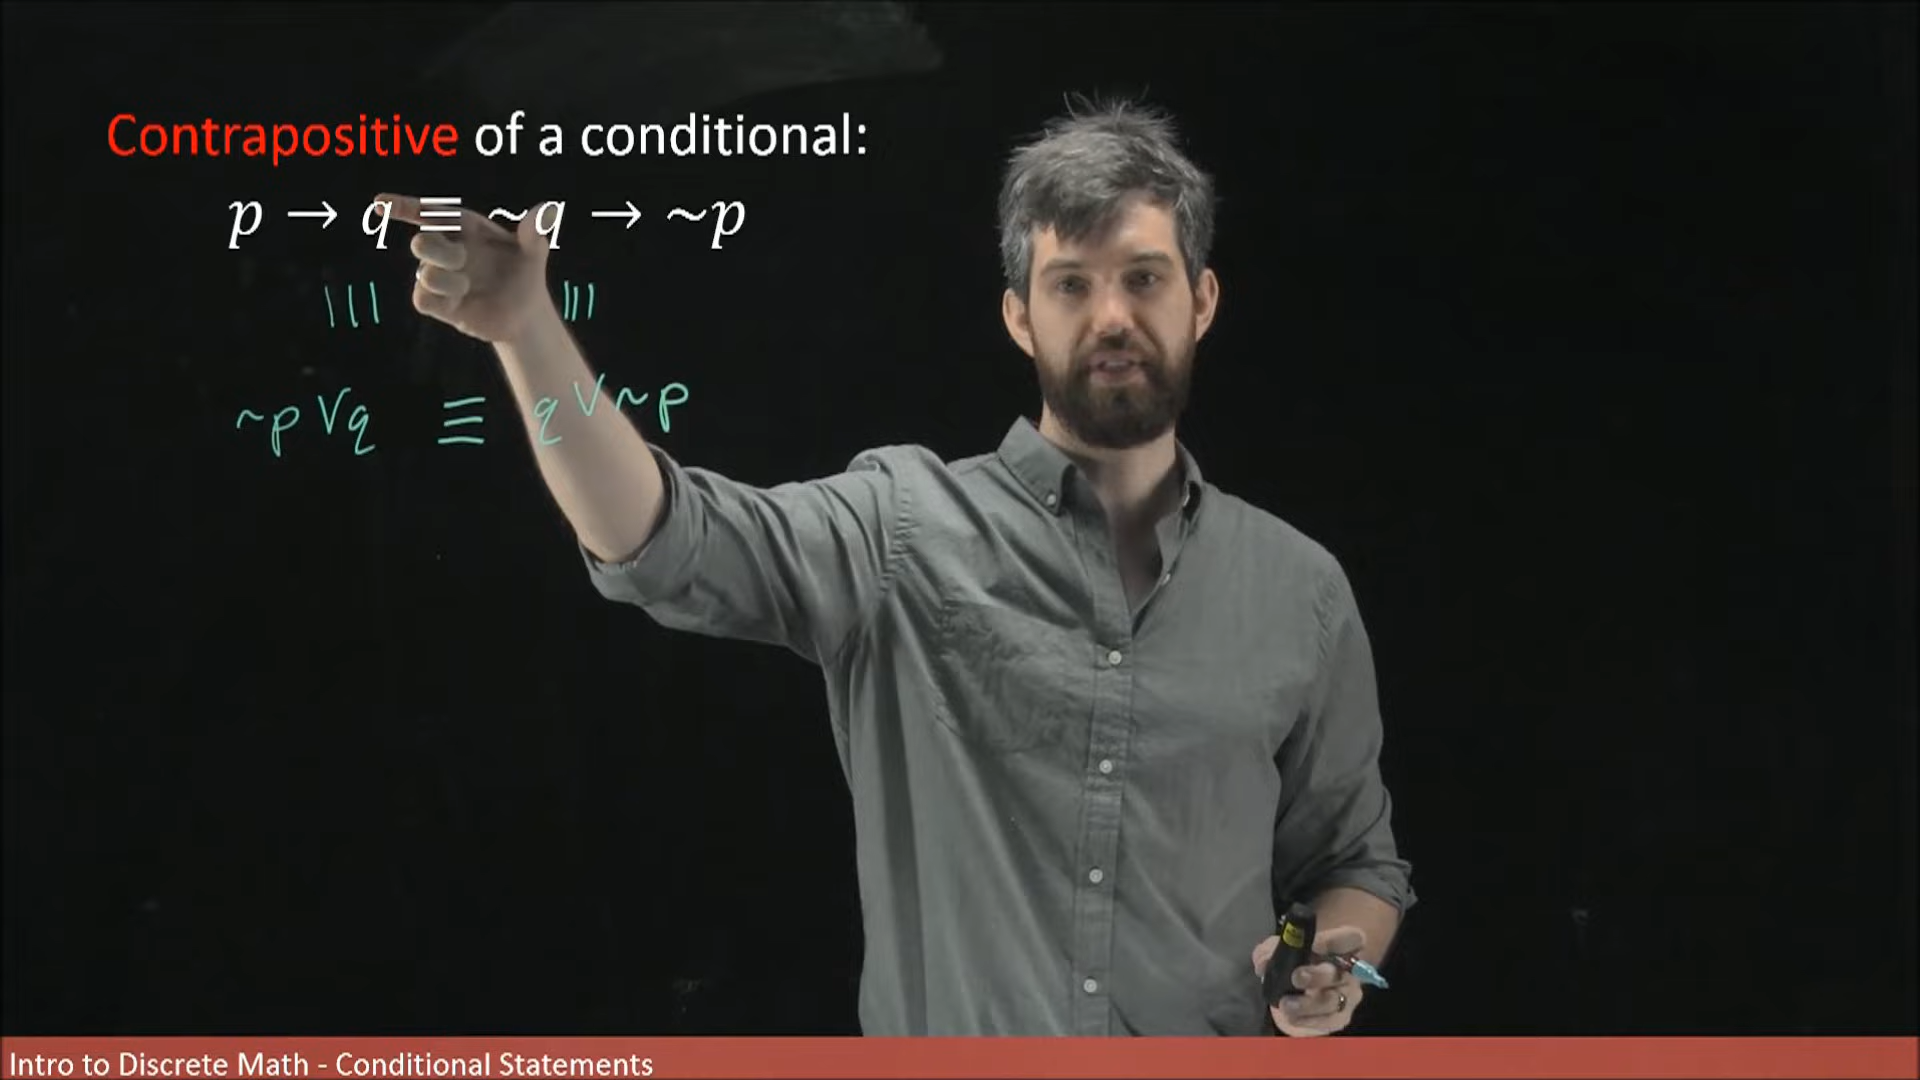 Contrapositive of a conditional:
p → q ≡ ~q → ~p
||| |||
~p ∨ q ≡ q ∨ ~p
Intro to Discrete Math - Conditional Statements